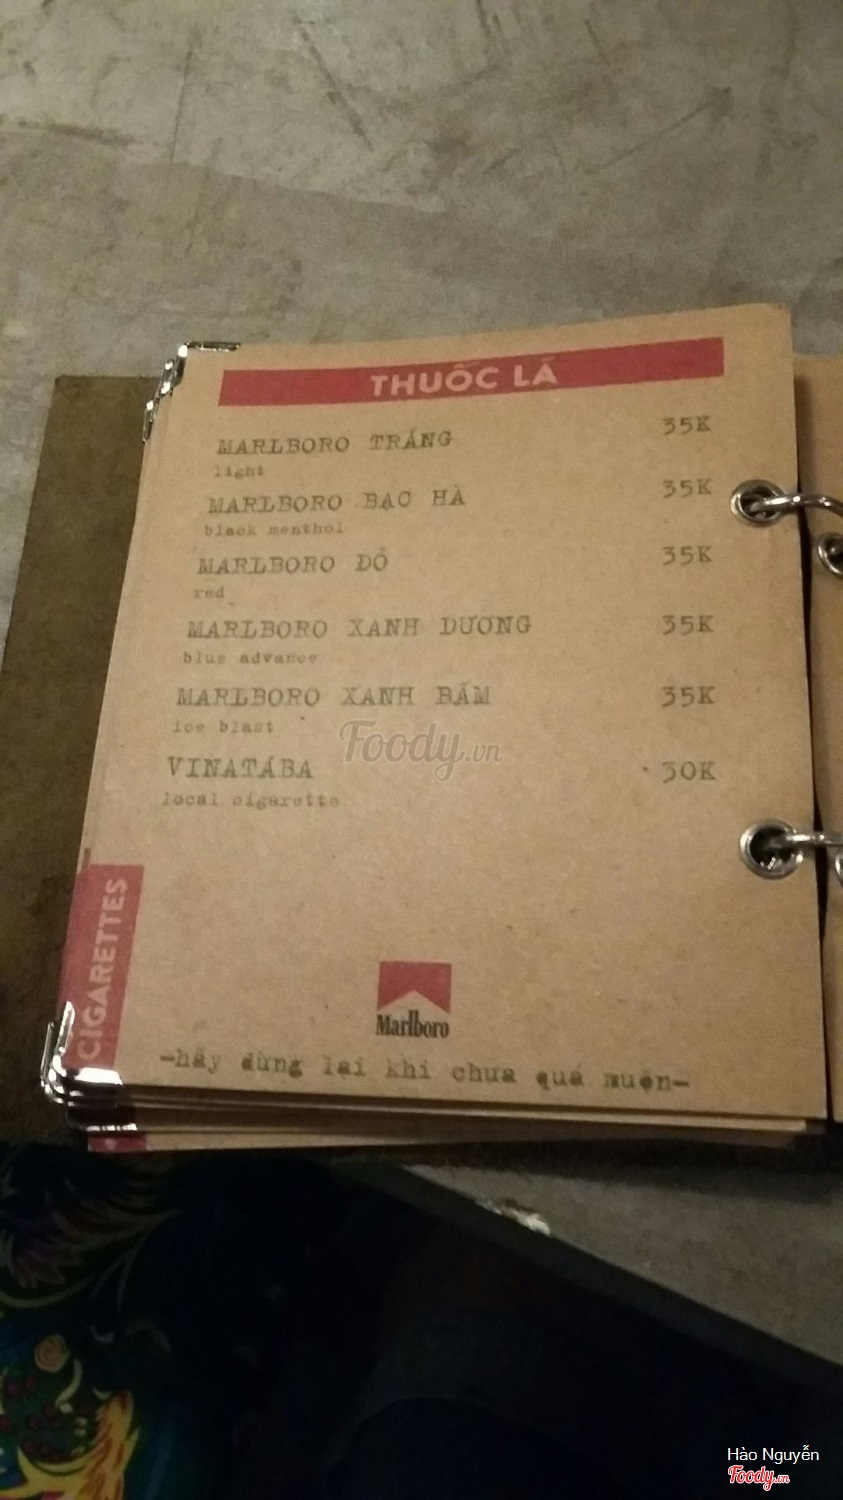 THUỐC LÁ
MARLBORO TRẮNG 35K
light
MARLBORO BẠC HÀ 35K
black menthol
MARLBORO ĐỎ 35K
red
MARLBORO XANH DƯƠNG 35K
blue advance
MARLBORO XANH BẤM 35K
ice blast
VINATABA 30K
local cigarette
Foody.vn
CIGARETTES
Marlboro
-hãy dừng lại khi chưa quá muộn-
Hào Nguyễn
Foody.vn